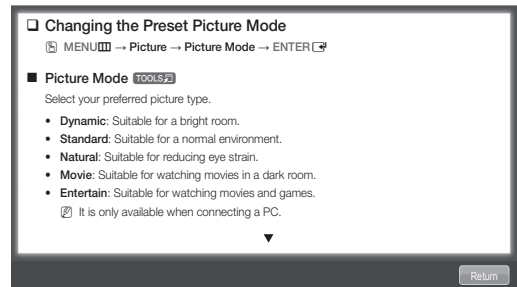 Changing the Preset Picture Mode
MENU → Picture → Picture Mode → ENTER
Picture Mode TOOLS
Select your preferred picture type.
• Dynamic: Suitable for a bright room.
• Standard: Suitable for a normal environment.
• Natural: Suitable for reducing eye strain.
• Movie: Suitable for watching movies in a dark room.
• Entertain: Suitable for watching movies and games.
It is only available when connecting a PC.
Return